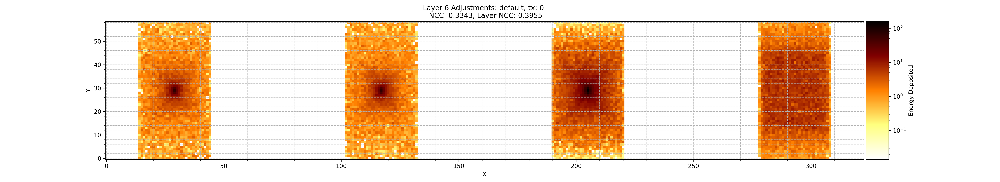 Layer 6 Adjustments: default, tx: 0
NCC: 0.3343, Layer NCC: 0.3955
50
40
30
20
10
0
Y
0 50 100 150 200 250 300
X
10²
10¹
10⁰
10⁻¹
Energy Deposited